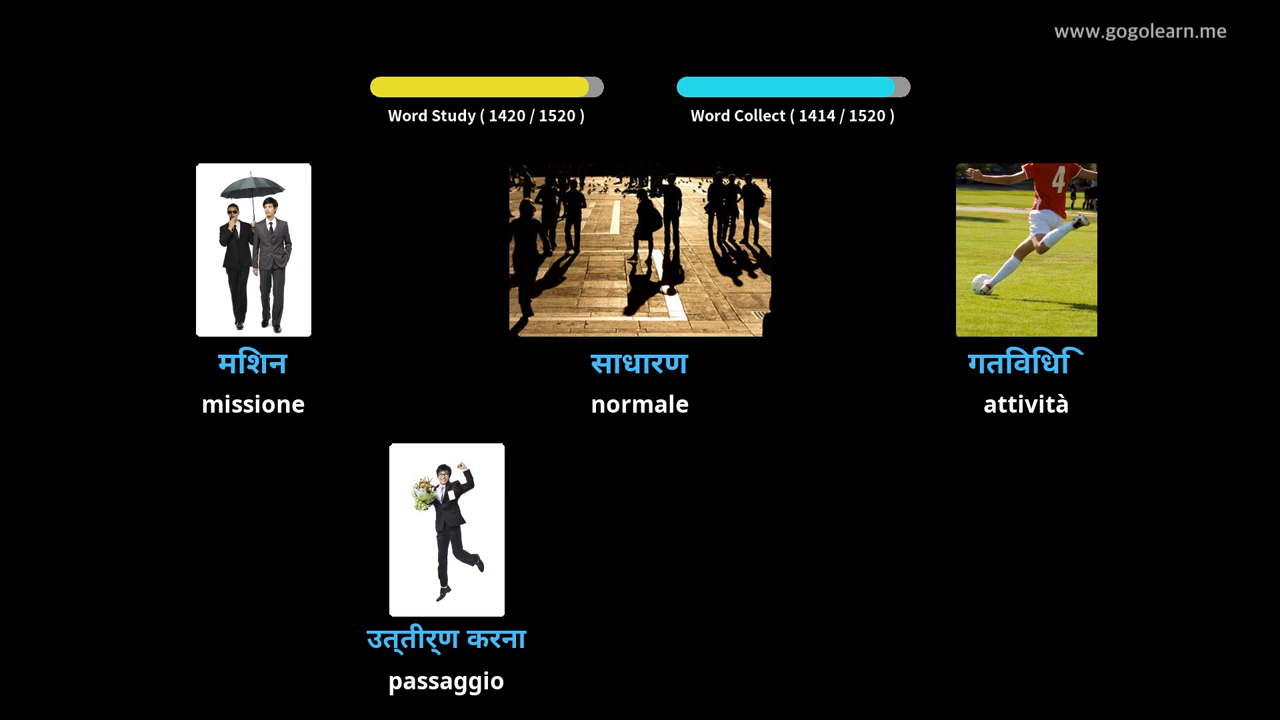 www.gogolearn.me
Word Study ( 1420 / 1520 )
Word Collect ( 1414 / 1520 )
4
मशिन
साधारण
गतविधिि
missione
normale
attività
उत्‌तीर्‌ण करना
passaggio